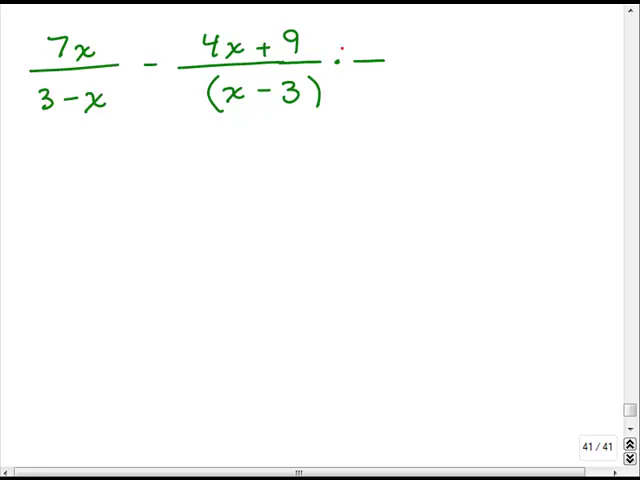 7x/(3 - x) - (4x + 9)/((x - 3)) · —
41 / 41